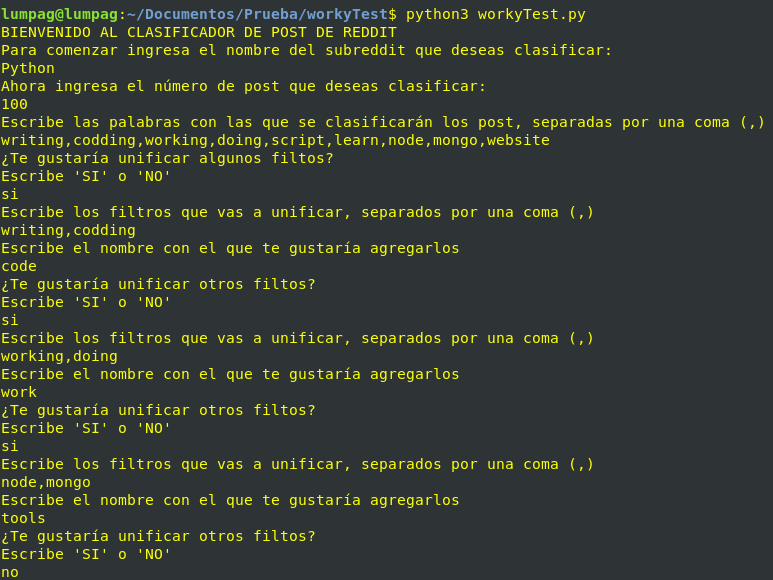 lumpag@lumpag:~/Documentos/Prueba/workyTest$ python3 workyTest.py
BIENVENIDO AL CLASIFICADOR DE POST DE REDDIT
Para comenzar ingresa el nombre del subreddit que deseas clasificar:
Python
Ahora ingresa el número de post que deseas clasificar:
100
Escribe las palabras con las que se clasificarán los post, separadas por una coma (,)
writing,codding,working,doing,script,learn,node,mongo,website
¿Te gustaría unificar algunos filtos?
Escribe 'SI' o 'NO'
si
Escribe los filtros que vas a unificar, separados por una coma (,)
writing,codding
Escribe el nombre con el que te gustaría agregarlos
code
¿Te gustaría unificar otros filtos?
Escribe 'SI' o 'NO'
si
Escribe los filtros que vas a unificar, separados por una coma (,)
working,doing
Escribe el nombre con el que te gustaría agregarlos
work
¿Te gustaría unificar otros filtos?
Escribe 'SI' o 'NO'
si
Escribe los filtros que vas a unificar, separados por una coma (,)
node,mongo
Escribe el nombre con el que te gustaría agregarlos
tools
¿Te gustaría unificar otros filtos?
Escribe 'SI' o 'NO'
no